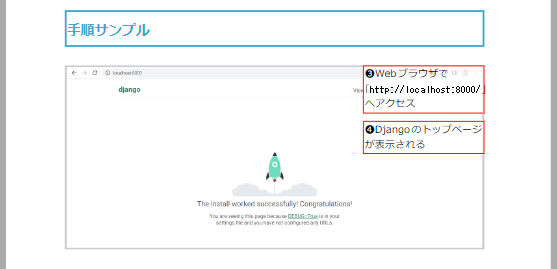 手順サンプル
localhost:8000
❸Webブラウザで
「http://localhost:8000/」
へアクセス
django
View
❹Djangoのトップページ
が表示される
The install worked successfully! Congratulations!
You are seeing this page because DEBUG=True is in your
settings file and you have not configured any URLs.